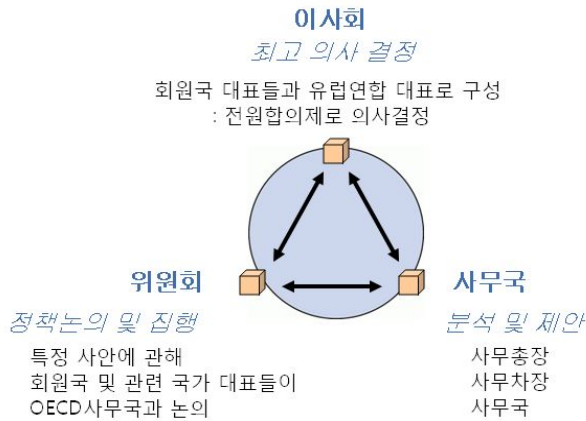 이사회
최고 의사 결정
회원국 대표들과 유럽연합 대표로 구성
: 전원합의제로 의사결정
위원회
정책논의 및 집행
특정 사안에 관해
회원국 및 관련 국가 대표들이
OECD사무국과 논의
사무국
분석 및 제안
사무총장
사무차장
사무국